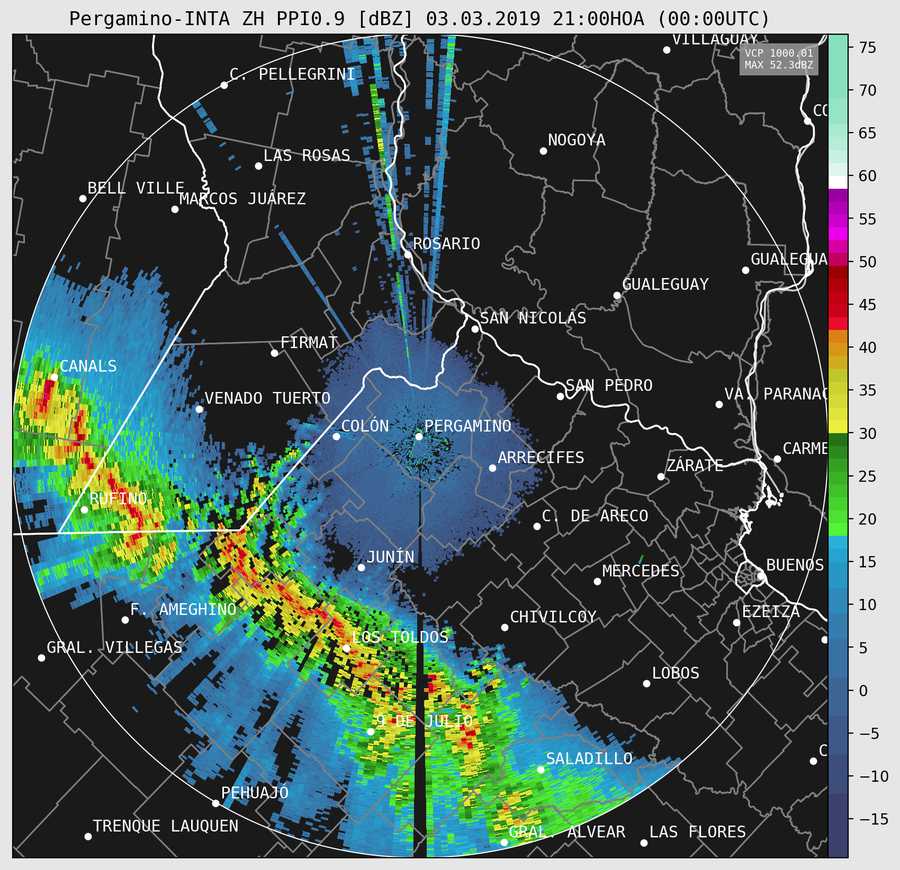 Pergamino-INTA ZH PPI0.9 [dBZ] 03.03.2019 21:00HOA (00:00UTC)
VILLAGUAY
VCP 1000.01
MAX 52.3dBZ
75
C. PELLEGRINI
70
CO
65
NOGOYA
LAS ROSAS
60
BELL VILLE
MARCOS JUÁREZ
55
ROSARIO
50
GUALEGUA
GUALEGUAY
45
SAN NICOLÁS
FIRMAT
40
CANALS
SAN PEDRO
35
VENADO TUERTO
VA. PARANAC
COLÓN
PERGAMINO
30
CARME
ARRECIFES
ZÁRATE
25
RUFINO
C. DE ARECO
20
JUNÍN
BUENOS
MERCEDES
15
F. AMEGHINO
CHIVILCOY
EZEIZA
10
LOS TOLDOS
GRAL. VILLEGAS
5
LOBOS
0
9 DE JULIO
−5
SALADILLO
C
−10
PEHUAJÓ
−15
TRENQUE LAUQUEN
GRAL. ALVEAR
LAS FLORES